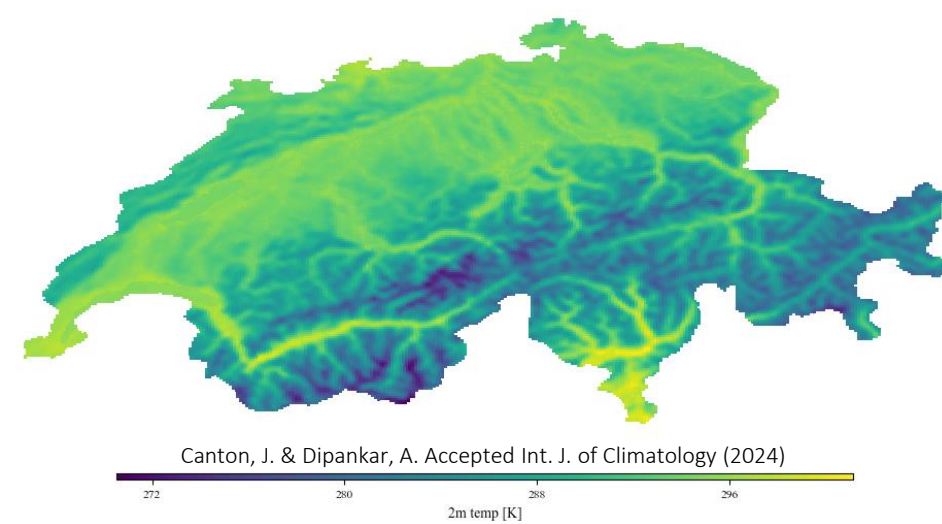 Canton, J. & Dipankar, A. Accepted Int. J. of Climatology (2024)
272 280 288 296
2m temp [K]